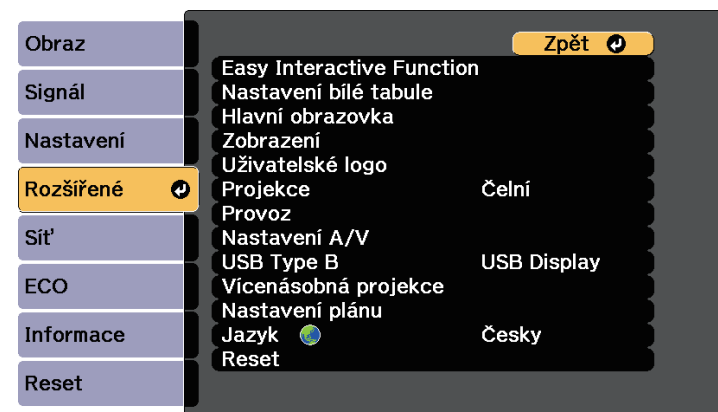 Obraz
Signál
Nastavení
Rozšířené
Síť
ECO
Informace
Reset
Zpět
Easy Interactive Function
Nastavení bílé tabule
Hlavní obrazovka
Zobrazení
Uživatelské logo
Projekce Čelní
Provoz
Nastavení A/V
USB Type B USB Display
Vícenásobná projekce
Nastavení plánu
Jazyk Česky
Reset